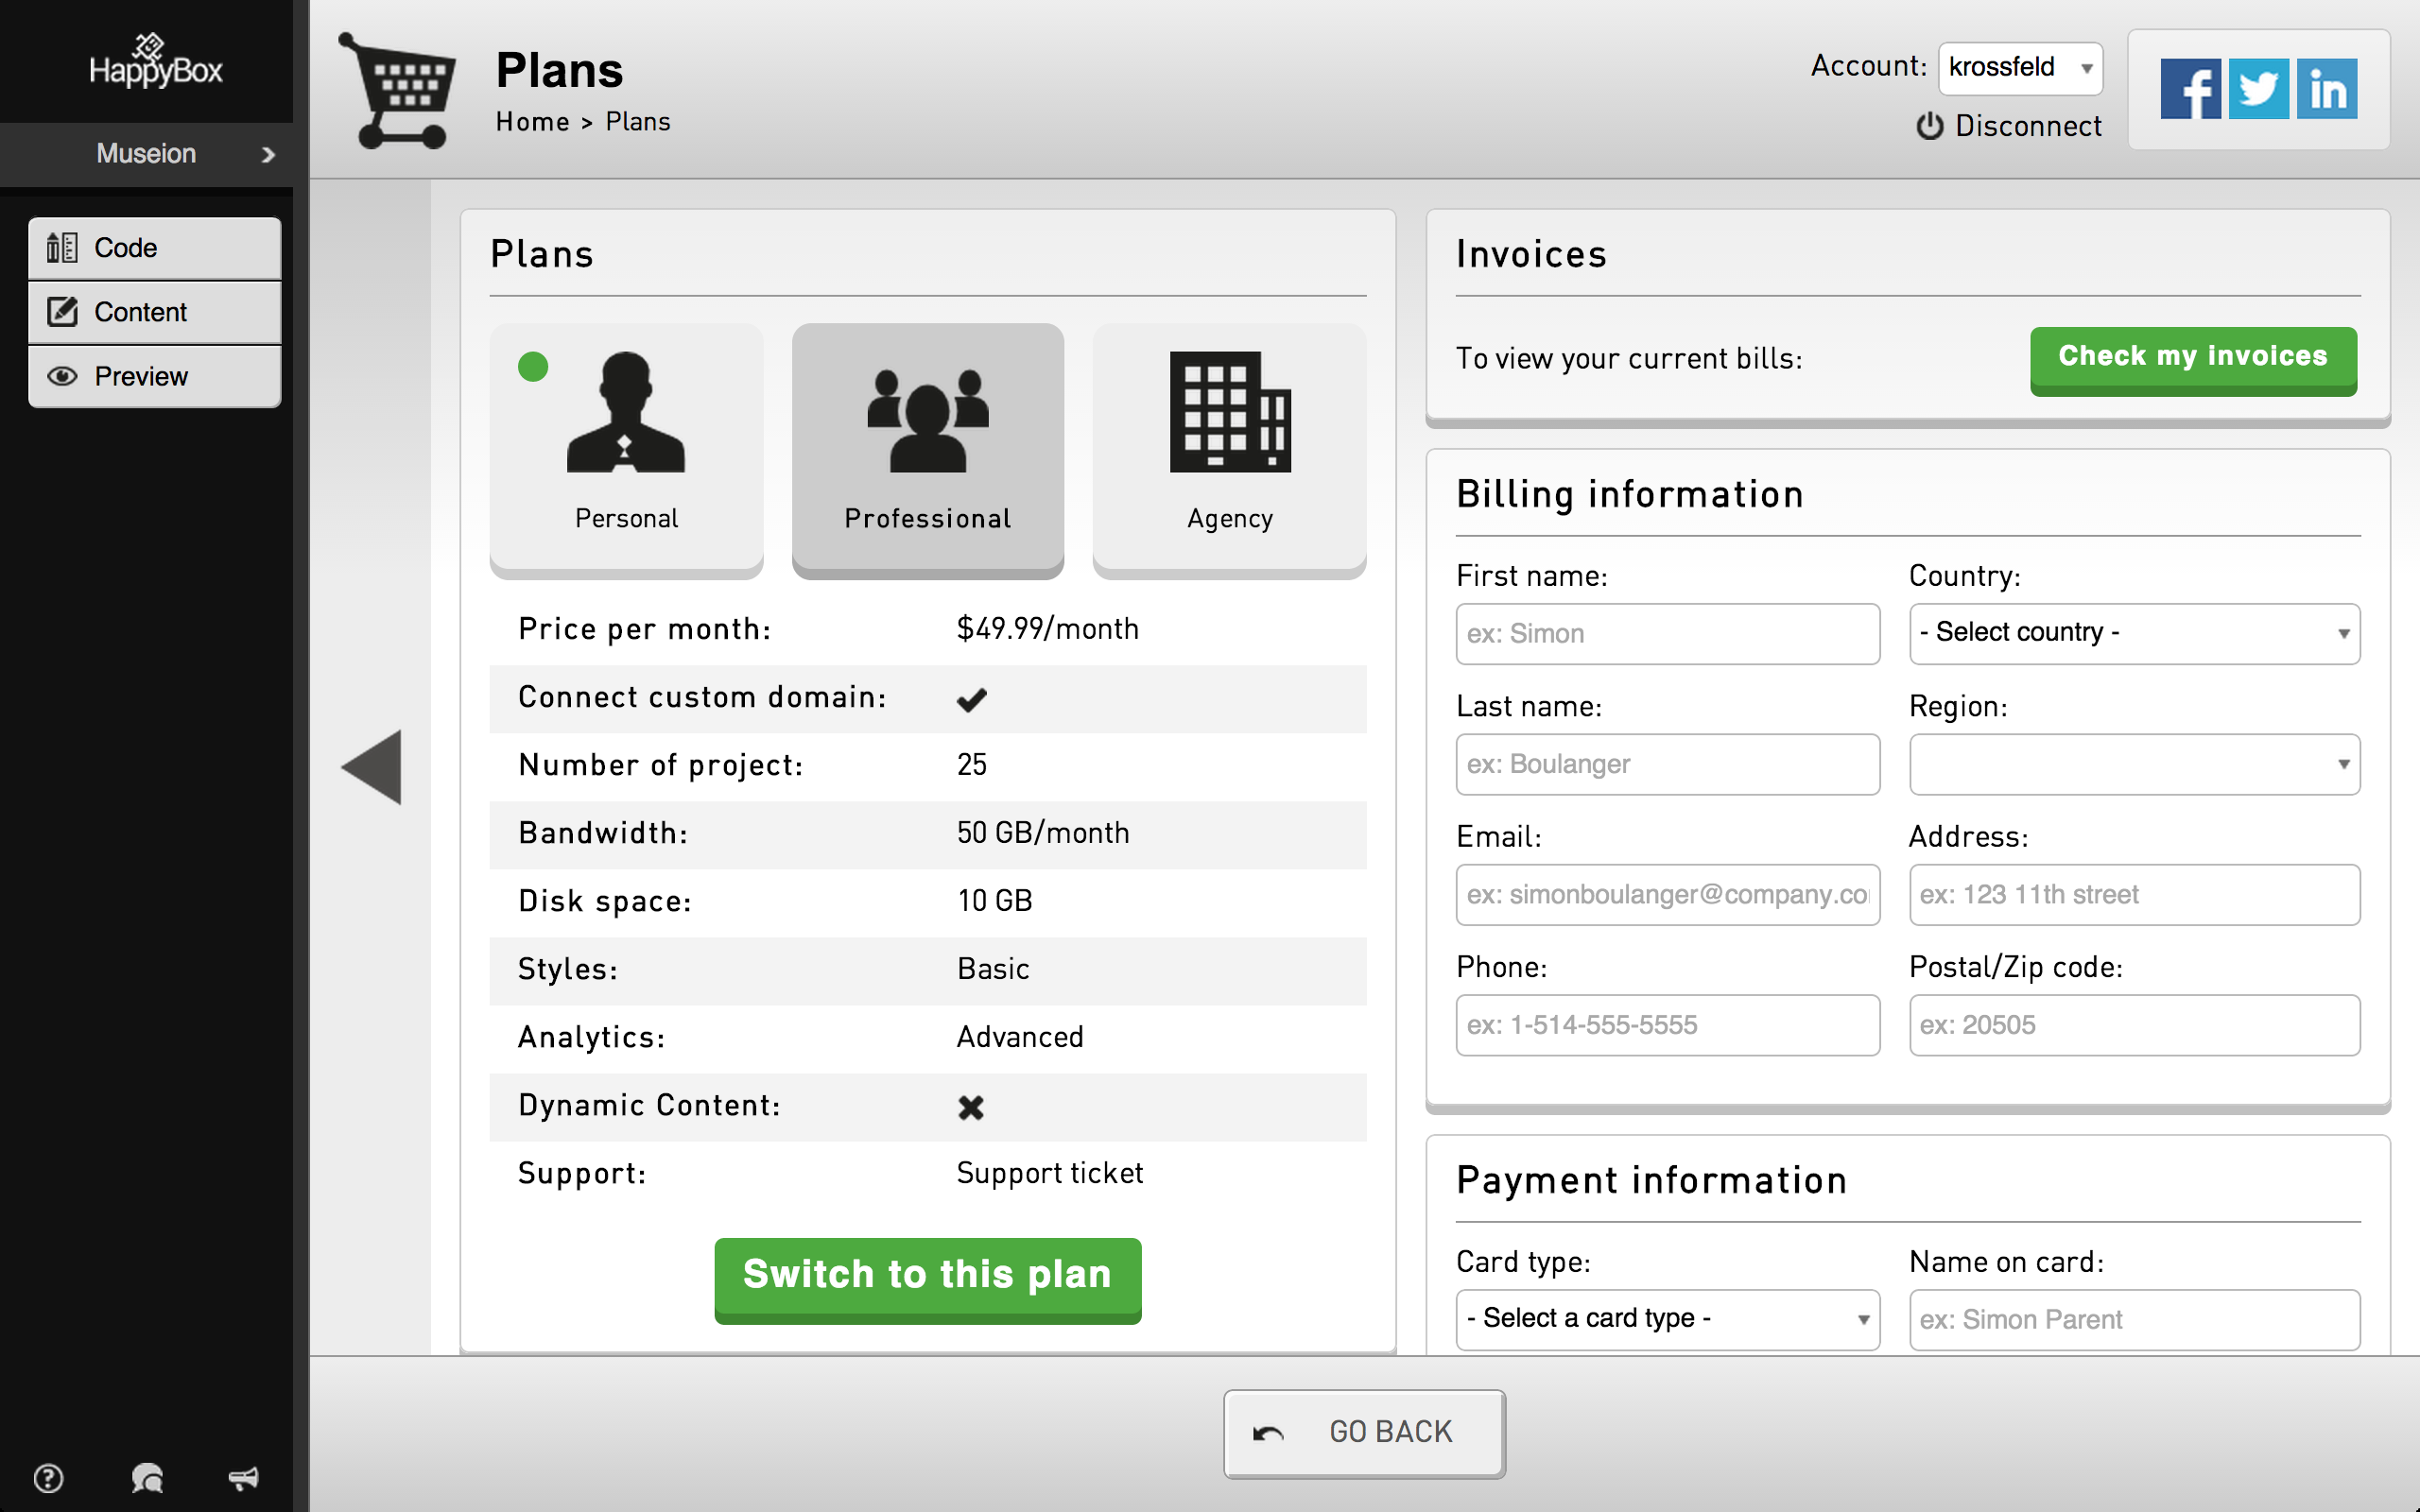 HappyBox
Museion
Code
Content
Preview
Plans
Home > Plans
Account: krossfeld
Disconnect
Plans
Personal
Professional
Agency
Price per month: $49.99/month
Connect custom domain:
Number of project: 25
Bandwidth: 50 GB/month
Disk space: 10 GB
Styles: Basic
Analytics: Advanced
Dynamic Content:
Support: Support ticket
Switch to this plan
Invoices
To view your current bills: Check my invoices
Billing information
First name: Country:
ex: Simon - Select country -
Last name: Region:
ex: Boulanger
Email: Address:
ex: simonboulanger@company.co ex: 123 11th street
Phone: Postal/Zip code:
ex: 1-514-555-5555 ex: 20505
Payment information
Card type: Name on card:
- Select a card type - ex: Simon Parent
GO BACK